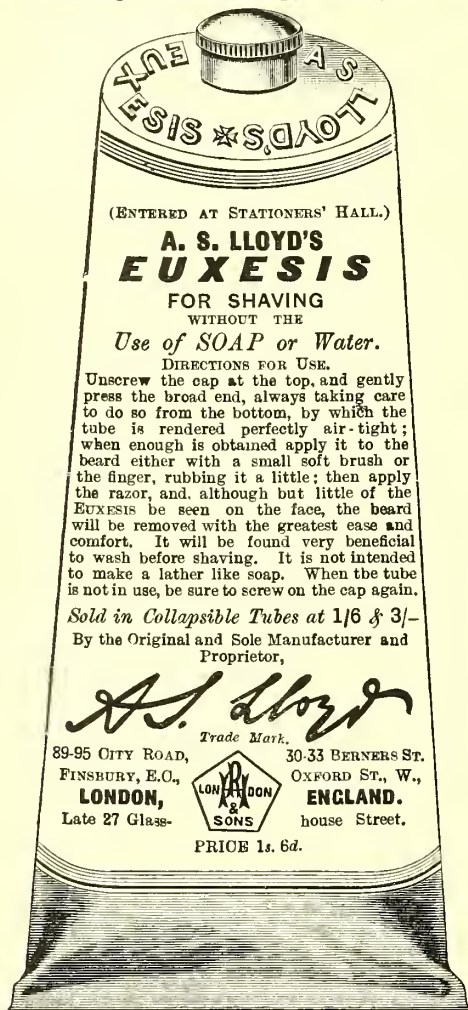 A. S. LLOYD'S EUXESIS
(ENTERED AT STATIONERS' HALL.)
A. S. LLOYD'S
EUXESIS
FOR SHAVING
WITHOUT THE
Use of SOAP or Water.
DIRECTIONS FOR USE.
Unscrew the cap at the top, and gently
press the broad end, always taking care
to do so from the bottom, by which the
tube is rendered perfectly air-tight;
when enough is obtained apply it to the
beard either with a small soft brush or
the finger, rubbing it a little; then apply
the razor, and, although but little of the
EUXESIS be seen on the face, the beard
will be removed with the greatest ease and
comfort. It will be found very beneficial
to wash before shaving. It is not intended
to make a lather like soap. When tbe tube
is not in use, be sure to screw on the cap again.
Sold in Collapsible Tubes at 1/6 & 3/-
By the Original and Sole Manufacturer and
Proprietor,
A.S. Lloyd
Trade Mark.
89-95 CITY ROAD, 30-33 BERNERS ST.
FINSBURY, E.C., OXFORD ST., W.,
LONDON, LONDON ENGLAND.
& SONS
Late 27 Glass- house Street.
PRICE 1s. 6d.